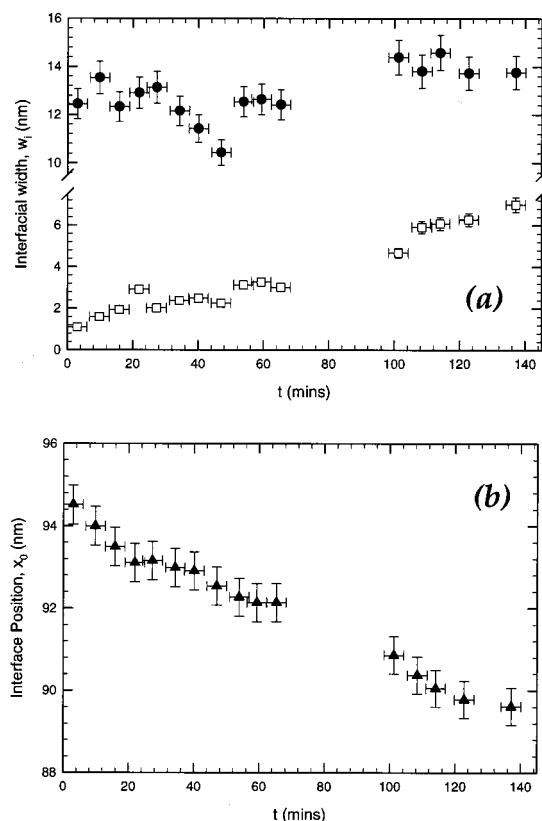 16
14
12
10
6
4
2
0
Interfacial width, wᵢ (nm)
(a)
0 20 40 60 80 100 120 140
t (mins)
96
94
92
90
88
Interface Position, x₀ (nm)
(b)
0 20 40 60 80 100 120 140
t (mins)